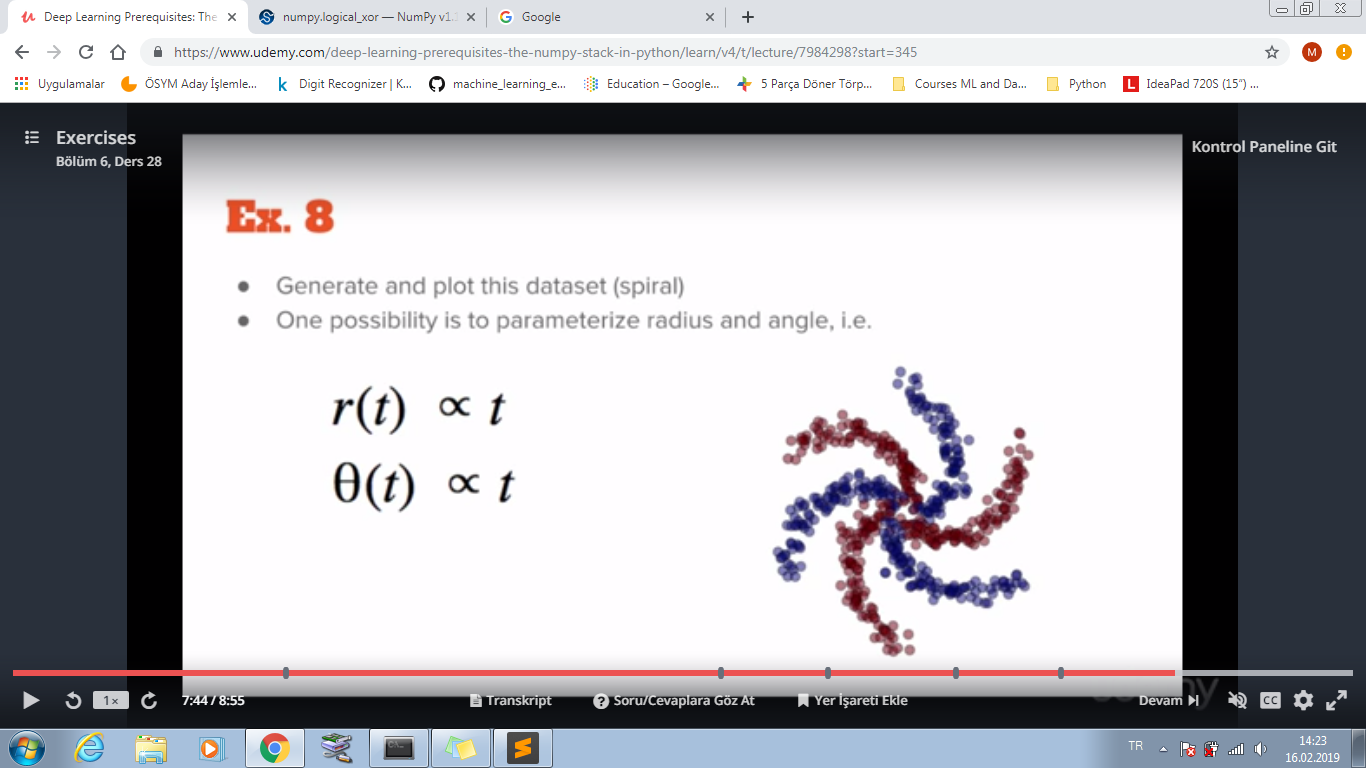 Deep Learning Prerequisites: The
numpy.logical_xor — NumPy v1.
Google
https://www.udemy.com/deep-learning-prerequisites-the-numpy-stack-in-python/learn/v4/t/lecture/7984298?start=345
M
Uygulamalar
ÖSYM Aday İşlemle...
Digit Recognizer | K...
machine_learning_e...
Education – Google...
5 Parça Döner Törp...
Courses ML and Da...
Python
L
IdeaPad 720S (15") ...
Exercises
Bölüm 6, Ders 28
Kontrol Paneline Git
Ex. 8
● Generate and plot this dataset (spiral)
● One possibility is to parameterize radius and angle, i.e.
r(t) ∝ t
θ(t) ∝ t
1×
7:44 / 8:55
Transkript
Soru/Cevaplara Göz At
Yer İşareti Ekle
Devam
CC
TR
14:23
16.02.2019